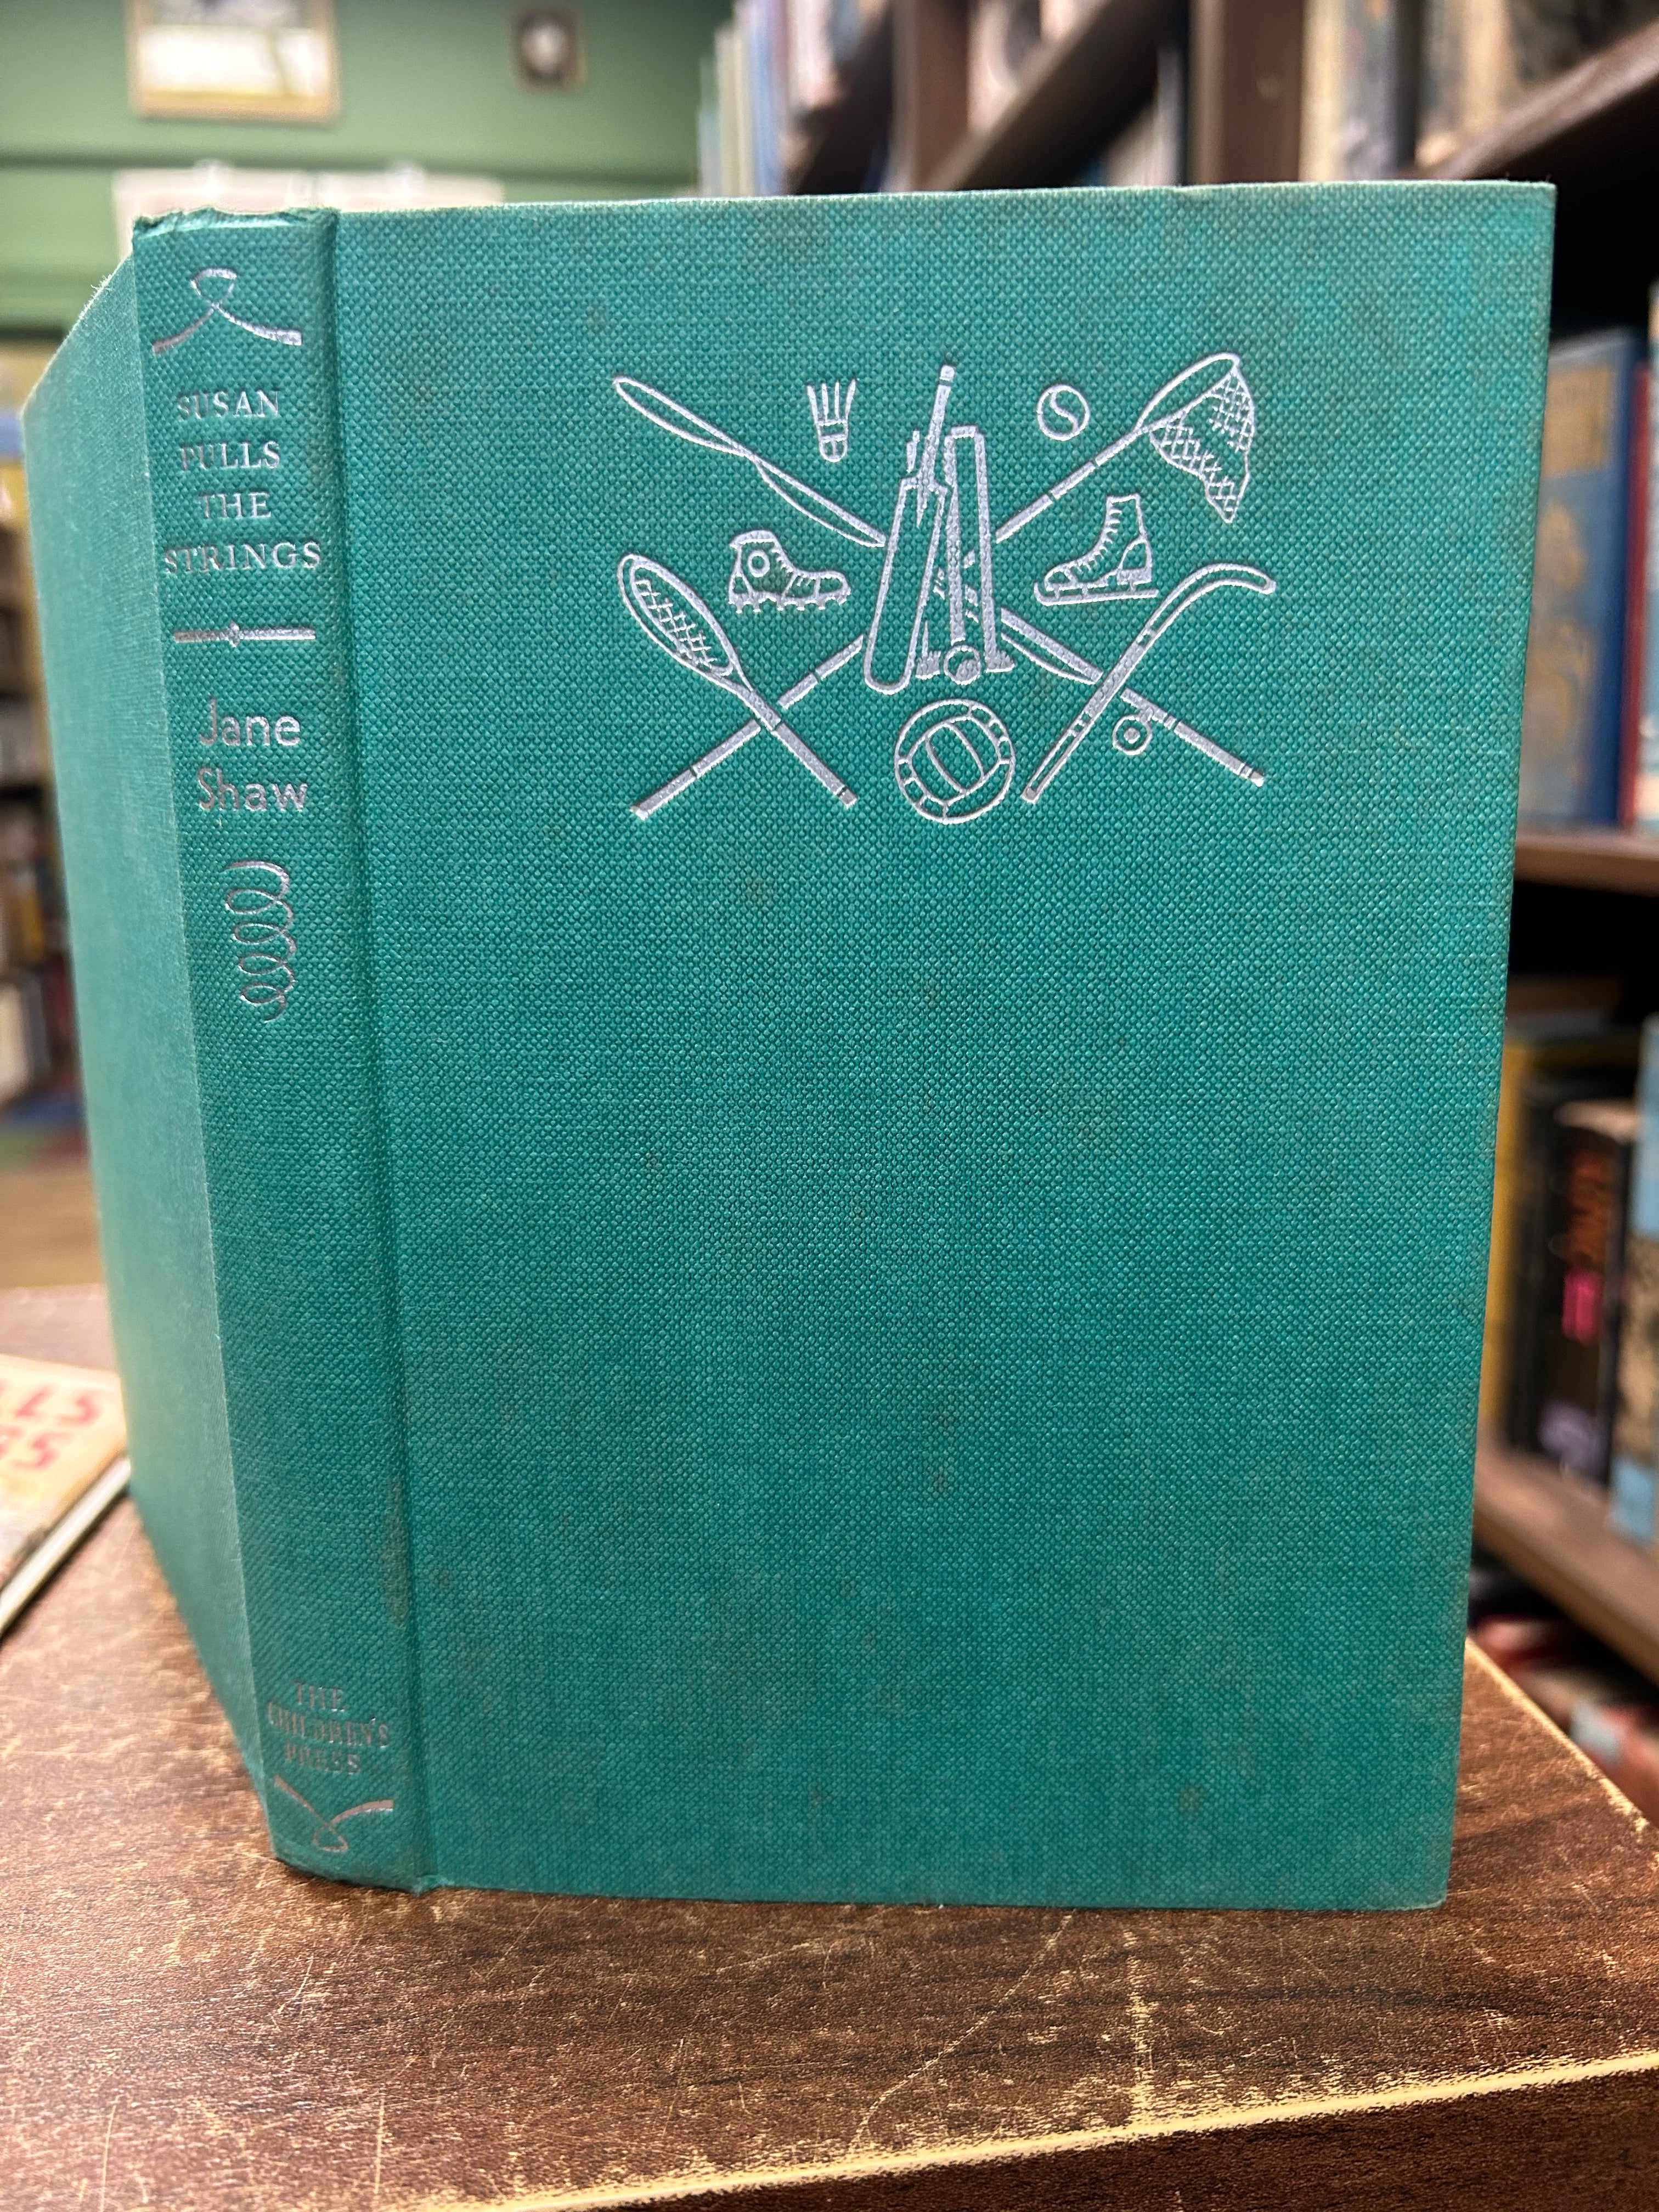 SUSAN
PULLS
THE
STRINGS
Jane
Shaw
THE
CHILDREN'S
PRESS